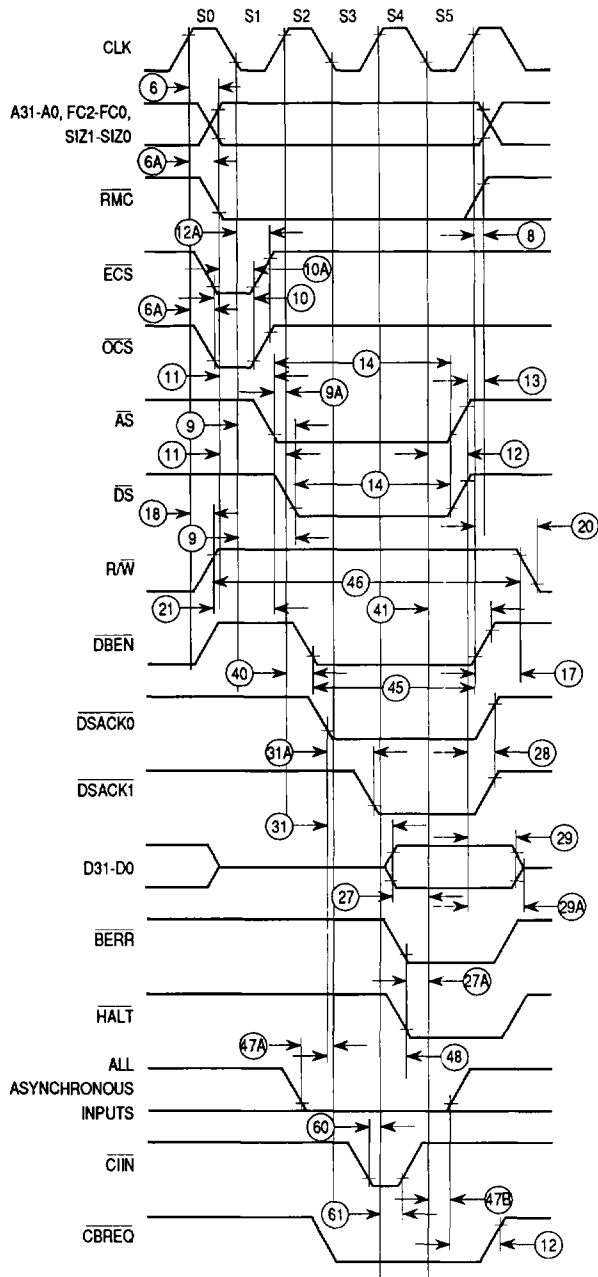 S0 S1 S2 S3 S4 S5
CLK
6
A31-A0, FC2-FC0,
SIZ1-SIZ0
6A
RMC
12A
8
ECS
10A
10
6A
OCS
14
11
13
9A
AS
9
11
12
DS
14
18
20
9
R/W
46
21
41
DBEN
40
45
17
DSACK0
31A
28
DSACK1
31
29
D31-D0
27
29A
BERR
27A
HALT
47A
48
ALL
ASYNCHRONOUS
INPUTS
60
CIIN
47B
61
CBREQ
12